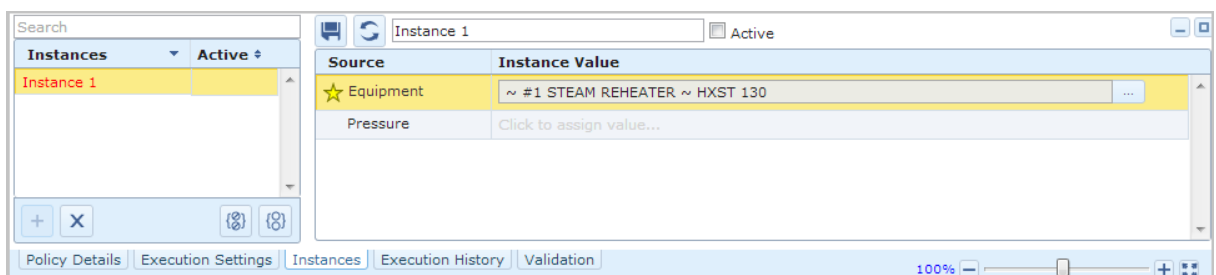 Search
Instances Active
Instance 1
Instance 1 Active
Source Instance Value
Equipment ~ #1 STEAM REHEATER ~ HXST 130 ...
Pressure Click to assign value...
Policy Details Execution Settings Instances Execution History Validation
100%